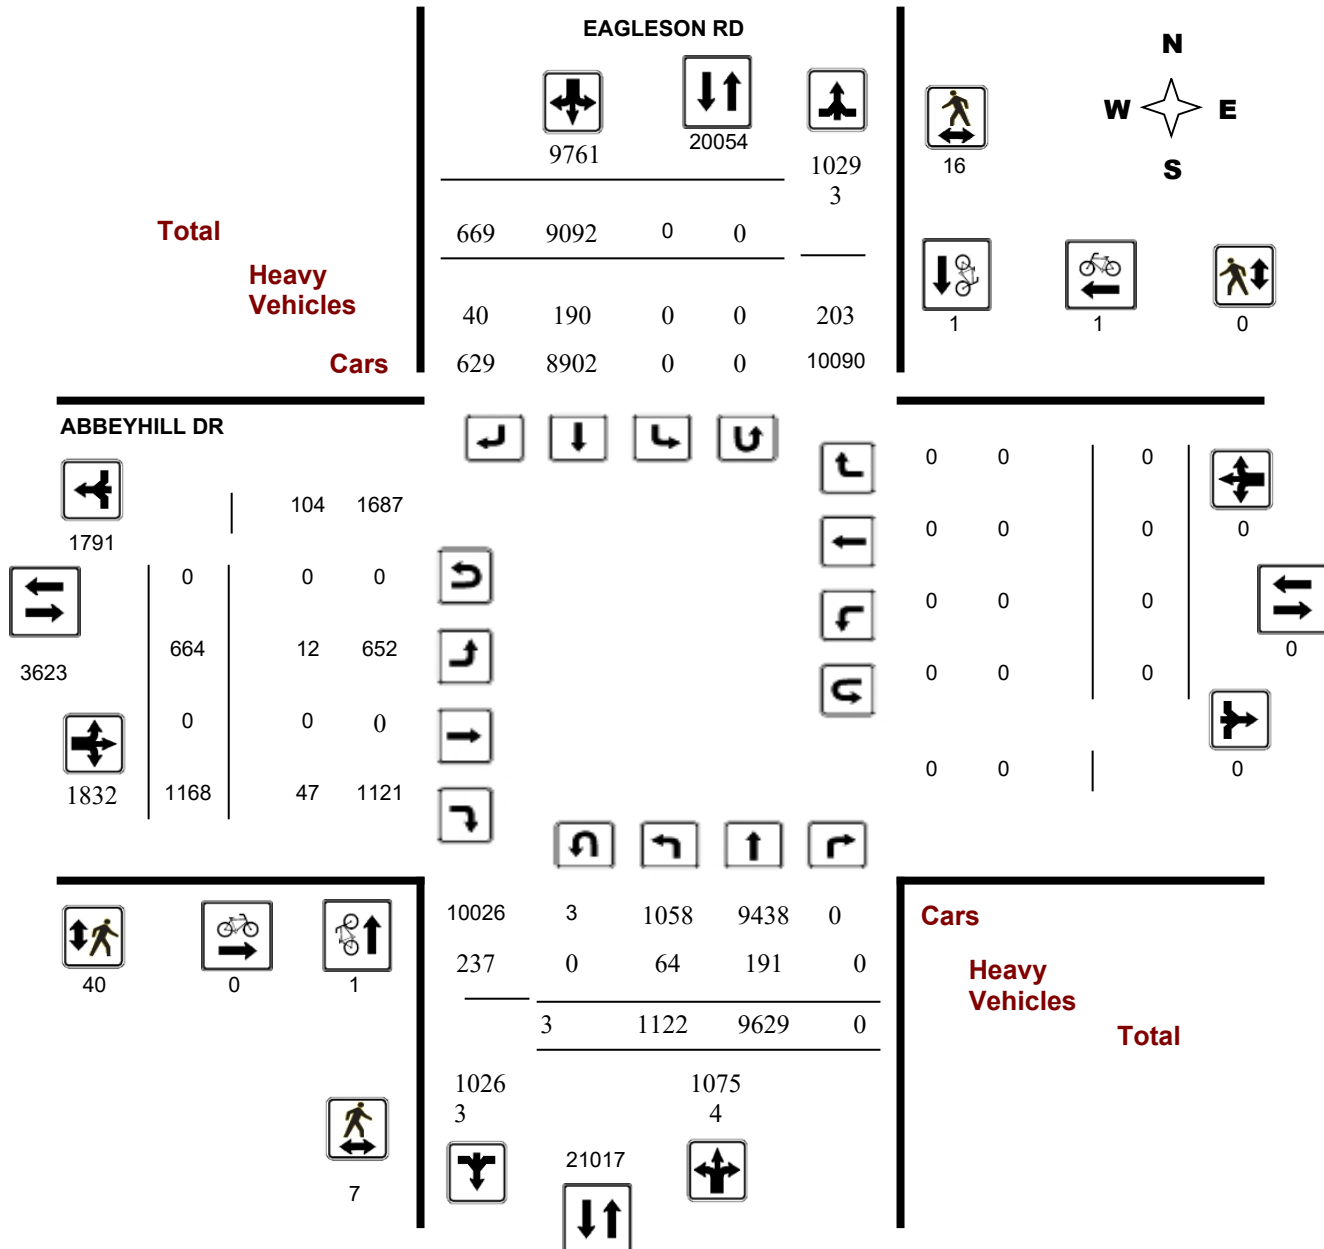 EAGLESON RD
N
W E
S
9761
20054
1029
3
16
Total
669 9092 0 0
Heavy
Vehicles
40 190 0 0 203
1 1 0
Cars
629 8902 0 0 10090
ABBEYHILL DR
0 0 0
104 1687
1791
0 0 0 0
0 0 0
0 0 0
664 12 652
0
3623
0 0 0
0 0 0
0 0 0
1832 1168 47 1121
10026 3 1058 9438 0
Cars
237 0 64 191 0
Heavy
Vehicles
40 0 1
3 1122 9629 0
Total
1026
3
1075
4
21017
7